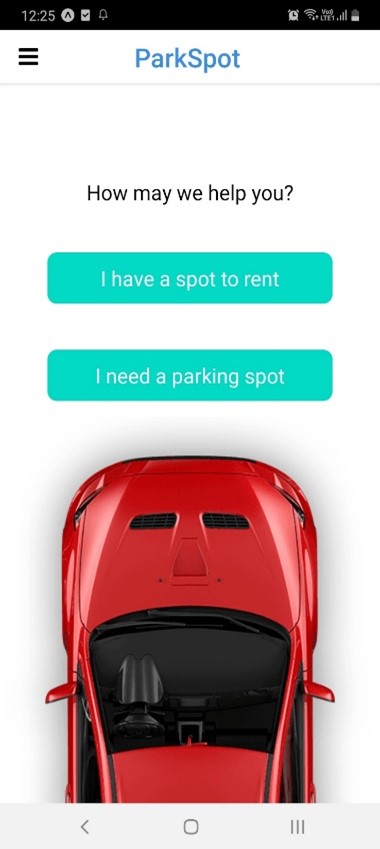 12:25
Vo))
LTE1
ParkSpot
How may we help you?
I have a spot to rent
I need a parking spot